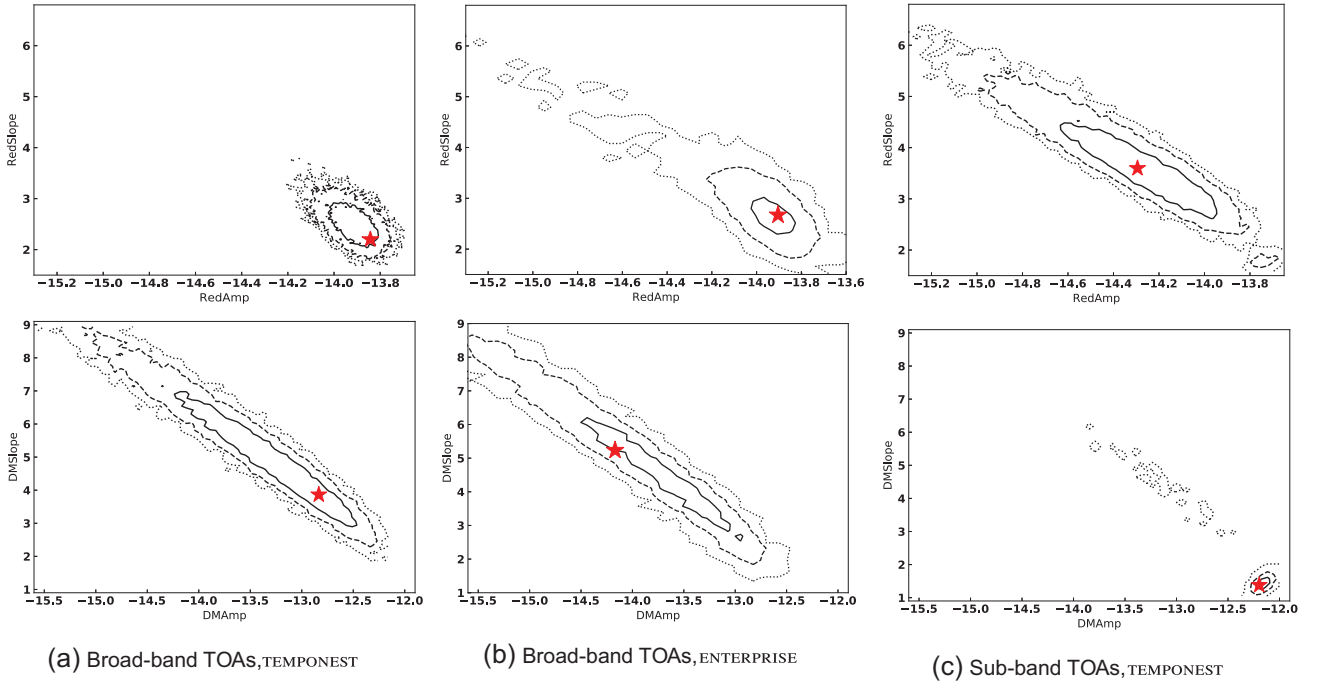 RedSlope
6
5
4
3
2
−15.2 −15.0 −14.8 −14.6 −14.4 −14.2 −14.0 −13.8
RedAmp
RedSlope
6
5
4
3
2
−15.2 −15.0 −14.8 −14.6 −14.4 −14.2 −14.0 −13.8 −13.6
RedAmp
RedSlope
6
5
4
3
2
−15.2 −15.0 −14.8 −14.6 −14.4 −14.2 −14.0 −13.8
RedAmp
DMSlope
9
8
7
6
5
4
3
2
1
−15.5 −15.0 −14.5 −14.0 −13.5 −13.0 −12.5 −12.0
DMAmp
DMSlope
9
8
7
6
5
4
3
2
1
−15.5 −15.0 −14.5 −14.0 −13.5 −13.0 −12.5 −12.0
DMAmp
DMSlope
9
8
7
6
5
4
3
2
1
−15.5 −15.0 −14.5 −14.0 −13.5 −13.0 −12.5 −12.0
DMAmp
(a) Broad-band TOAs, TEMPONEST
(b) Broad-band TOAs, ENTERPRISE
(c) Sub-band TOAs, TEMPONEST